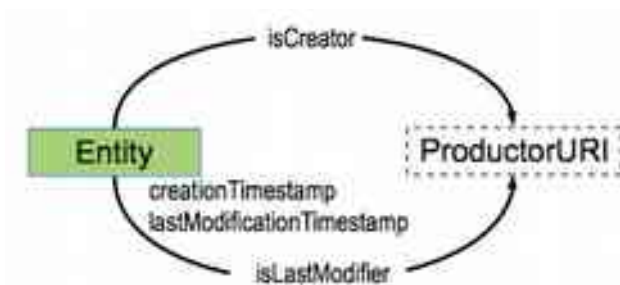 isCreator
Entity
ProductorURI
creationTimestamp
lastModificationTimestamp
isLastModifier